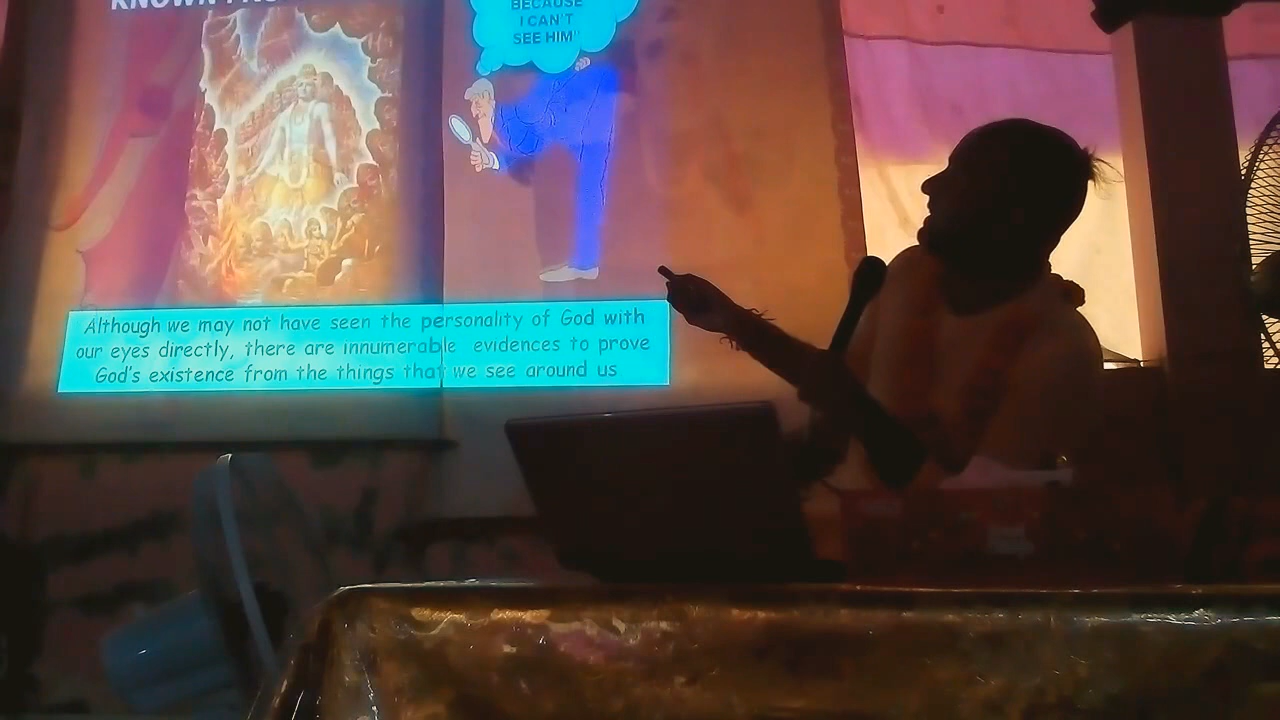 KNOWN
BECAUSE
I CAN'T
SEE HIM"
Although we may not have seen the personality of God with
our eyes directly, there are innumerable evidences to prove
God's existence from the things that we see around us